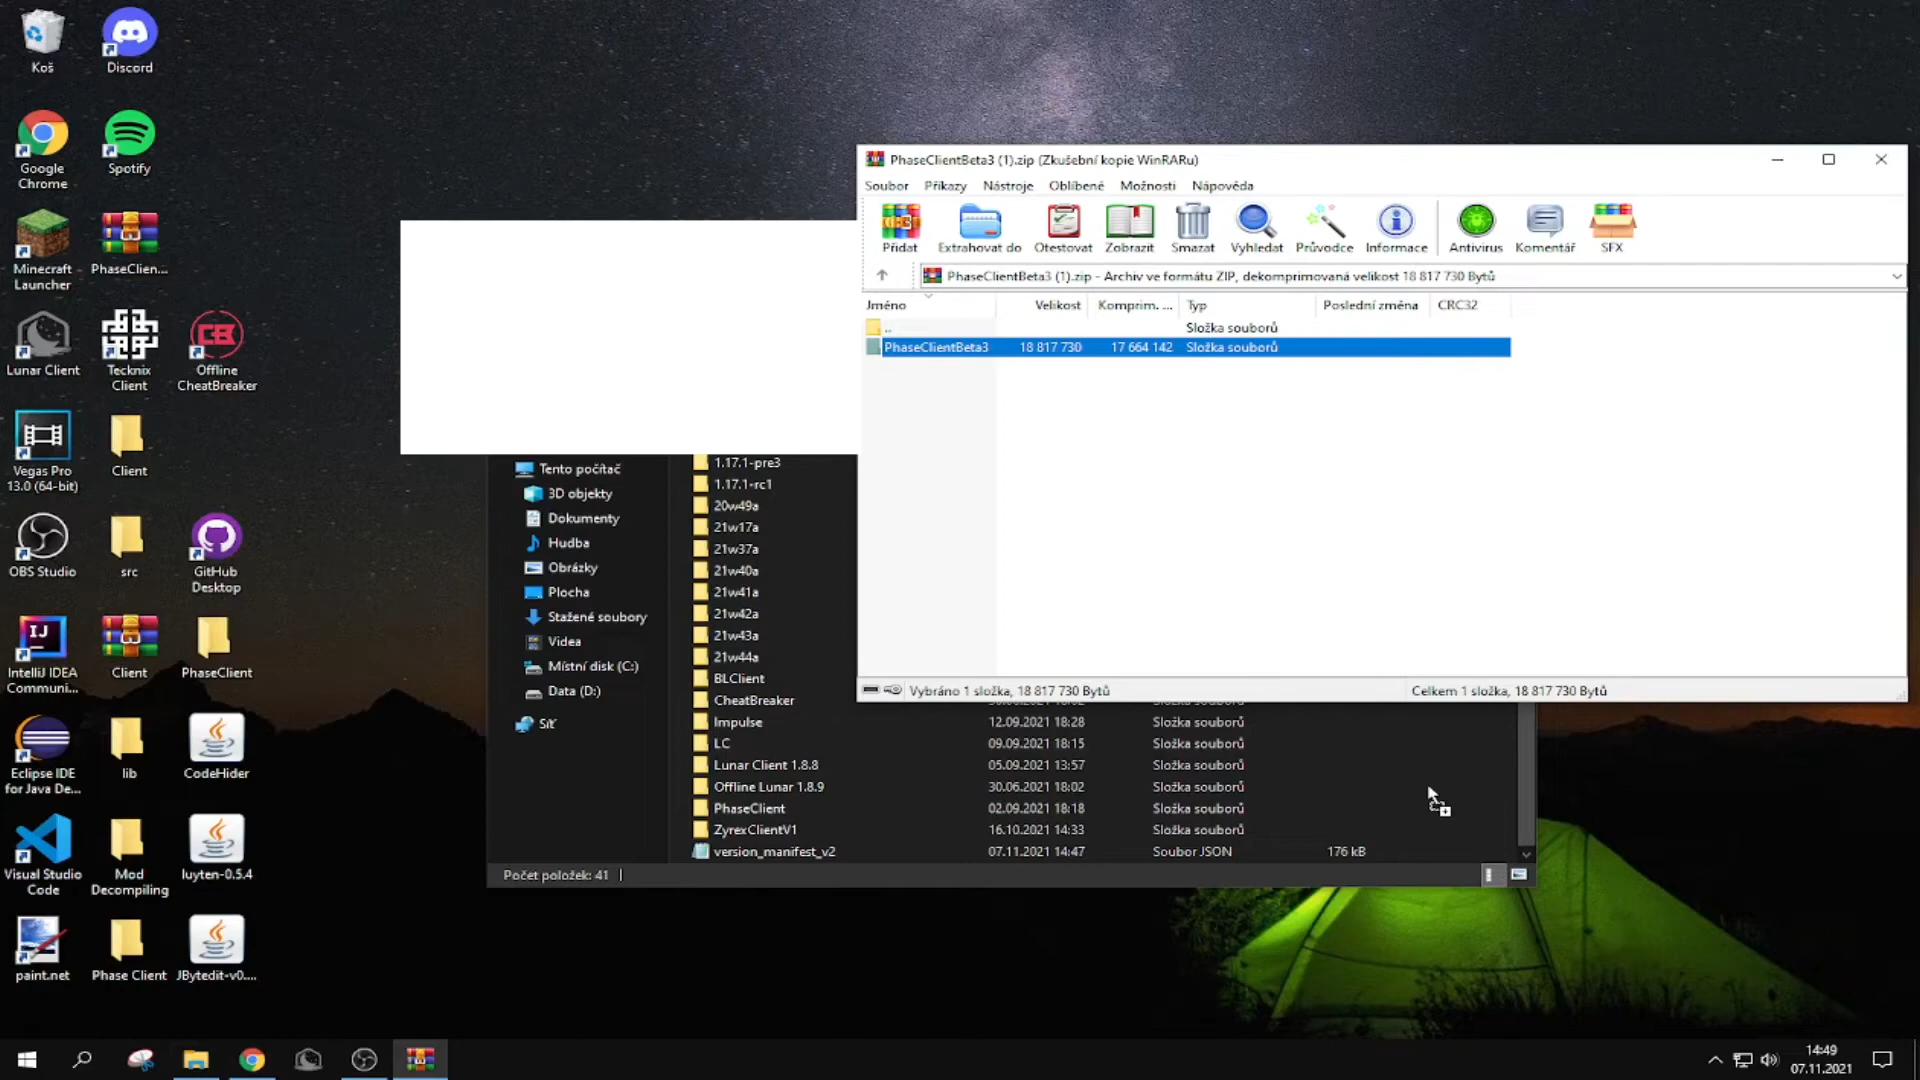 Koš
Discord
Google
Chrome
Spotify
Minecraft
Launcher
PhaseClien...
Lunar Client
Tecknix
Client
Offline
CheatBreaker
Vegas Pro
13.0 (64-bit)
Client
OBS Studio
src
GitHub
Desktop
IntelliJ IDEA
Communi...
Client
PhaseClient
Eclipse IDE
for Java De...
lib
CodeHider
Visual Studio
Code
Mod
Decompiling
luyten-0.5.4
paint.net
Phase Client
JBytedit-v0....
PhaseClientBeta3 (1).zip (Zkušební kopie WinRARu)
Soubor Příkazy Nástroje Oblíbené Možnosti Nápověda
Přidat Extrahovat do Otestovat Zobrazit Smazat Vyhledat Průvodce Informace Antivirus Komentář SFX
PhaseClientBeta3 (1).zip - Archiv ve formátu ZIP, dekomprimovaná velikost 18 817 730 Bytů
Jméno Velikost Komprim. ... Typ Poslední změna CRC32
.. Složka souborů
PhaseClientBeta3 18 817 730 17 664 142 Složka souborů
Vybráno 1 složka, 18 817 730 Bytů Celkem 1 složka, 18 817 730 Bytů
Tento počítač
3D objekty
Dokumenty
Hudba
Obrázky
Plocha
Stažené soubory
Videa
Místní disk (C:)
Data (D:)
Síť
1.17.1-pre3
1.17.1-rc1
20w49a
21w17a
21w37a
21w40a
21w41a
21w42a
21w43a
21w44a
BLClient
CheatBreaker Složka souborů
Impulse 12.09.2021 18:28 Složka souborů
LC 09.09.2021 18:15 Složka souborů
Lunar Client 1.8.8 05.09.2021 13:57 Složka souborů
Offline Lunar 1.8.9 30.06.2021 18:02 Složka souborů
PhaseClient 02.09.2021 18:18 Složka souborů
ZyrexClientV1 16.10.2021 14:33 Složka souborů
version_manifest_v2 07.11.2021 14:47 Soubor JSON 176 kB
Počet položek: 41
14:49
07.11.2021